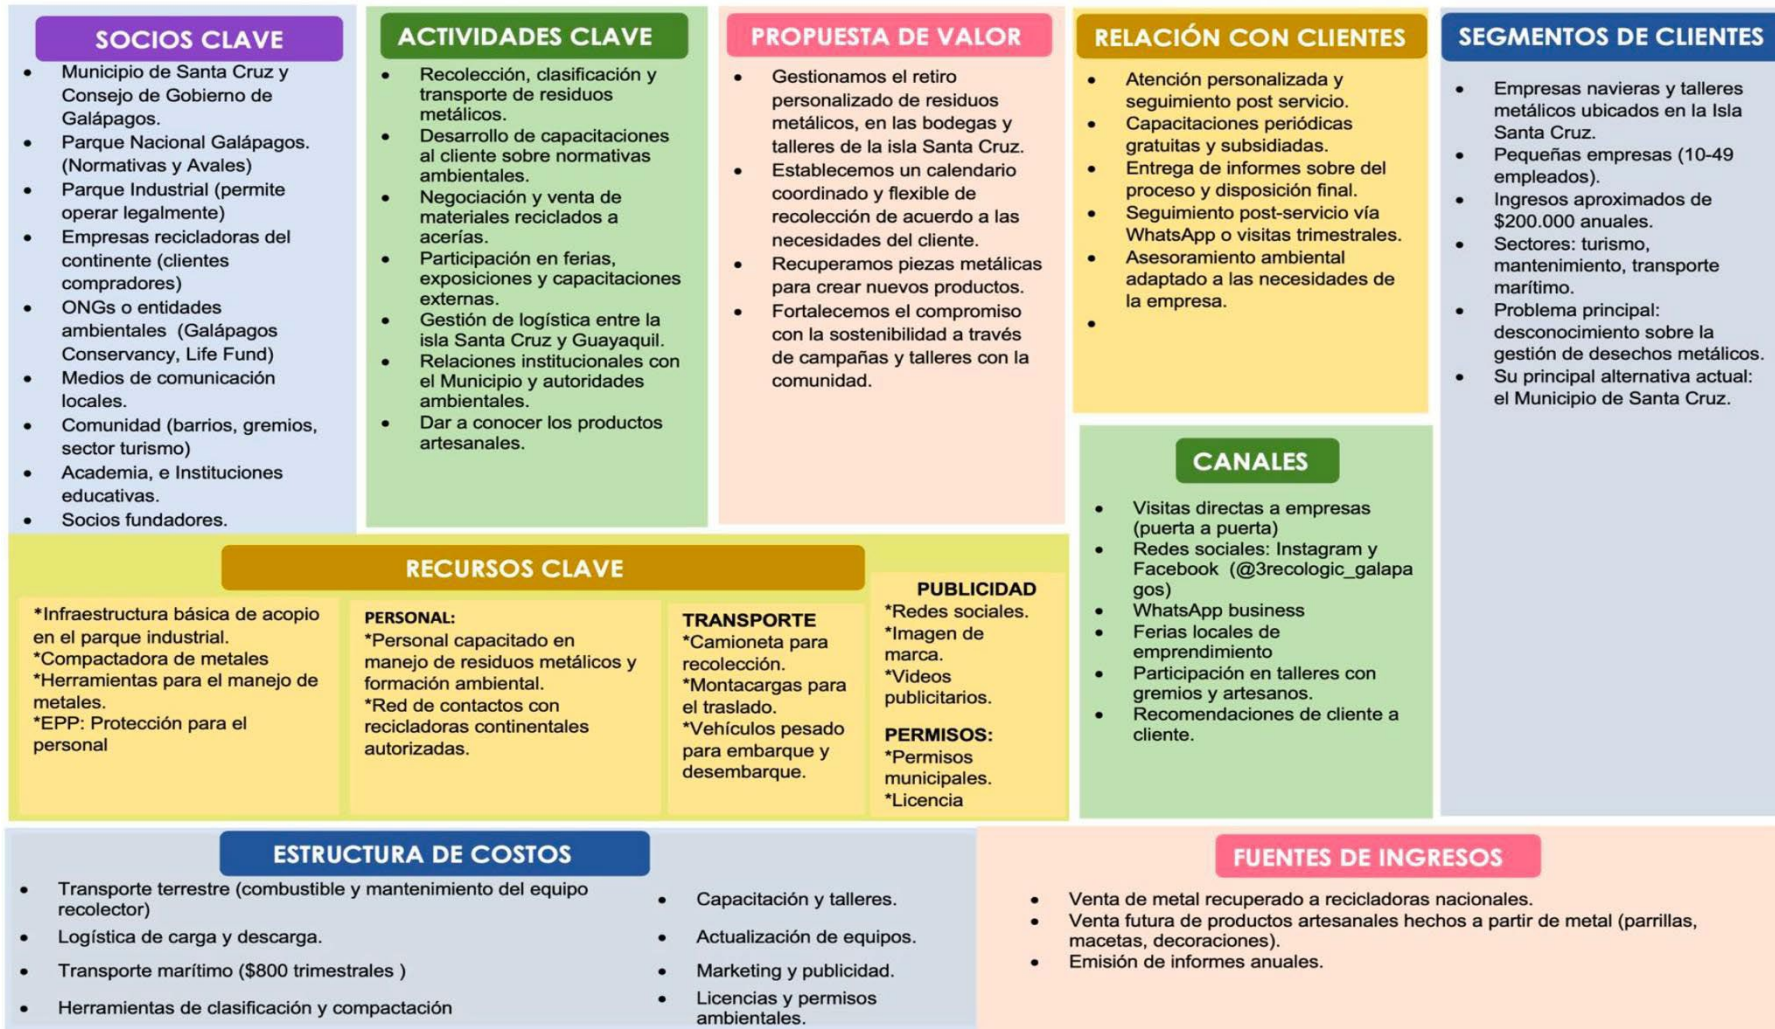 SOCIOS CLAVE
• Municipio de Santa Cruz y
Consejo de Gobierno de
Galápagos.
• Parque Nacional Galápagos.
(Normativas y Avales)
• Parque Industrial (permite
operar legalmente)
• Empresas recicladoras del
continente (clientes
compradores)
• ONGs o entidades
ambientales (Galápagos
Conservancy, Life Fund)
• Medios de comunicación
locales.
• Comunidad (barrios, gremios,
sector turismo)
• Academia, e Instituciones
educativas.
• Socios fundadores.
ACTIVIDADES CLAVE
• Recolección, clasificación y
transporte de residuos
metálicos.
• Desarrollo de capacitaciones
al cliente sobre normativas
ambientales.
• Negociación y venta de
materiales reciclados a
acerías.
• Participación en ferias,
exposiciones y capacitaciones
externas.
• Gestión de logística entre la
isla Santa Cruz y Guayaquil.
• Relaciones institucionales con
el Municipio y autoridades
ambientales.
• Dar a conocer los productos
artesanales.
PROPUESTA DE VALOR
• Gestionamos el retiro
personalizado de residuos
metálicos, en las bodegas y
talleres de la isla Santa Cruz.
• Establecemos un calendario
coordinado y flexible de
recolección de acuerdo a las
necesidades del cliente.
• Recuperamos piezas metálicas
para crear nuevos productos.
• Fortalecemos el compromiso
con la sostenibilidad a través
de campañas y talleres con la
comunidad.
RELACIÓN CON CLIENTES
• Atención personalizada y
seguimiento post servicio.
• Capacitaciones periódicas
gratuitas y subsidiadas.
• Entrega de informes sobre del
proceso y disposición final.
• Seguimiento post-servicio vía
WhatsApp o visitas trimestrales.
• Asesoramiento ambiental
adaptado a las necesidades de
la empresa.
•
SEGMENTOS DE CLIENTES
• Empresas navieras y talleres
metálicos ubicados en la Isla
Santa Cruz.
• Pequeñas empresas (10-49
empleados).
• Ingresos aproximados de
$200.000 anuales.
• Sectores: turismo,
mantenimiento, transporte
marítimo.
• Problema principal:
desconocimiento sobre la
gestión de desechos metálicos.
• Su principal alternativa actual:
el Municipio de Santa Cruz.
CANALES
• Visitas directas a empresas
(puerta a puerta)
• Redes sociales: Instagram y
Facebook (@3recologic_galapa
gos)
• WhatsApp business
• Ferias locales de
emprendimiento
• Participación en talleres con
gremios y artesanos.
• Recomendaciones de cliente a
cliente.
RECURSOS CLAVE
*Infraestructura básica de acopio
en el parque industrial.
*Compactadora de metales
*Herramientas para el manejo de
metales.
*EPP: Protección para el
personal
PERSONAL:
*Personal capacitado en
manejo de residuos metálicos y
formación ambiental.
*Red de contactos con
recicladoras continentales
autorizadas.
TRANSPORTE
*Camioneta para
recolección.
*Montacargas para
el traslado.
*Vehículos pesado
para embarque y
desembarque.
PUBLICIDAD
*Redes sociales.
*Imagen de
marca.
*Videos
publicitarios.
PERMISOS:
*Permisos
municipales.
*Licencia
ESTRUCTURA DE COSTOS
• Transporte terrestre (combustible y mantenimiento del equipo
recolector)
• Logística de carga y descarga.
• Transporte marítimo ($800 trimestrales )
• Herramientas de clasificación y compactación
• Capacitación y talleres.
• Actualización de equipos.
• Marketing y publicidad.
• Licencias y permisos
ambientales.
FUENTES DE INGRESOS
• Venta de metal recuperado a recicladoras nacionales.
• Venta futura de productos artesanales hechos a partir de metal (parrillas,
macetas, decoraciones).
• Emisión de informes anuales.